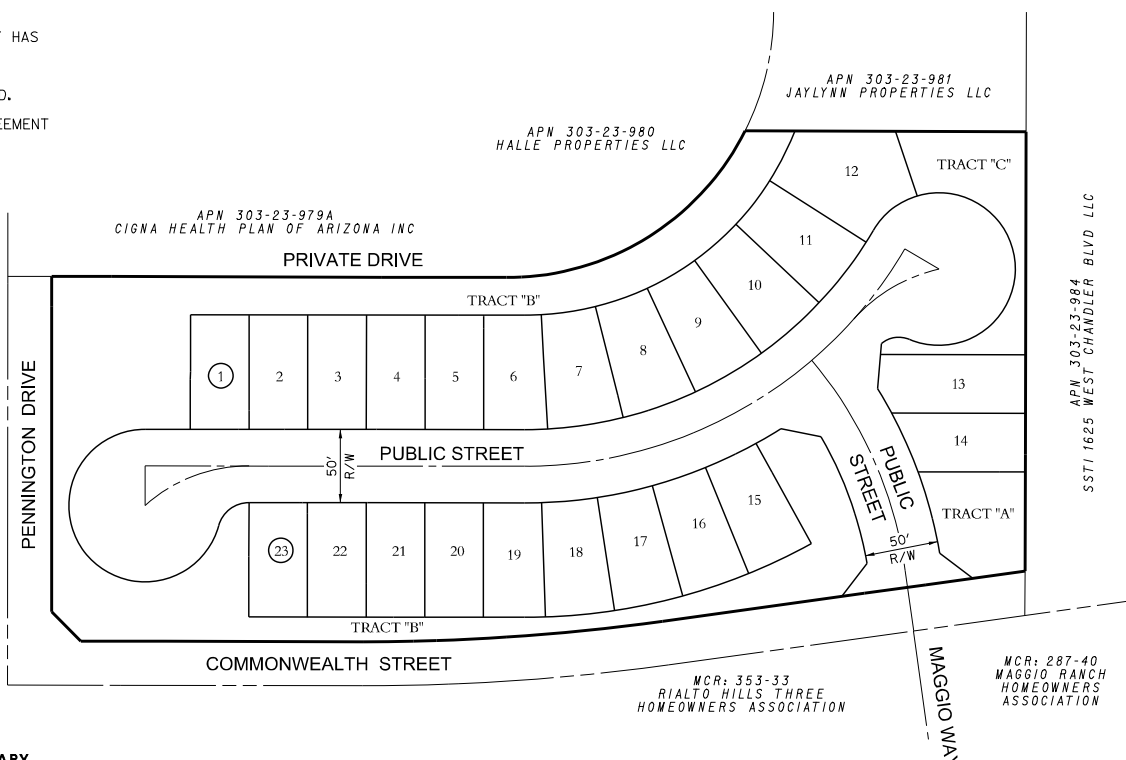 HAS
D.
EEMENT
APN 303-23-981
JAYLYNN PROPERTIES LLC
APN 303-23-980
HALLE PROPERTIES LLC
12
TRACT "C"
APN 303-23-979A
CIGNA HEALTH PLAN OF ARIZONA INC
11
PRIVATE DRIVE
10
TRACT "B"
9
8
7
1
2
3
4
5
6
APN 303-23-984
SSTI 1625 WEST CHANDLER BLVD LLC
13
14
PENNINGTON DRIVE
PUBLIC STREET
50'
R/W
PUBLIC
STREET
15
16
17
18
19
20
21
22
23
TRACT "A"
50'
R/W
TRACT "B"
COMMONWEALTH STREET
MCR: 353-33
RIALTO HILLS THREE
HOMEOWNERS ASSOCIATION
MAGGIO WAY
MCR: 287-40
MAGGIO RANCH
HOMEOWNERS
ASSOCIATION